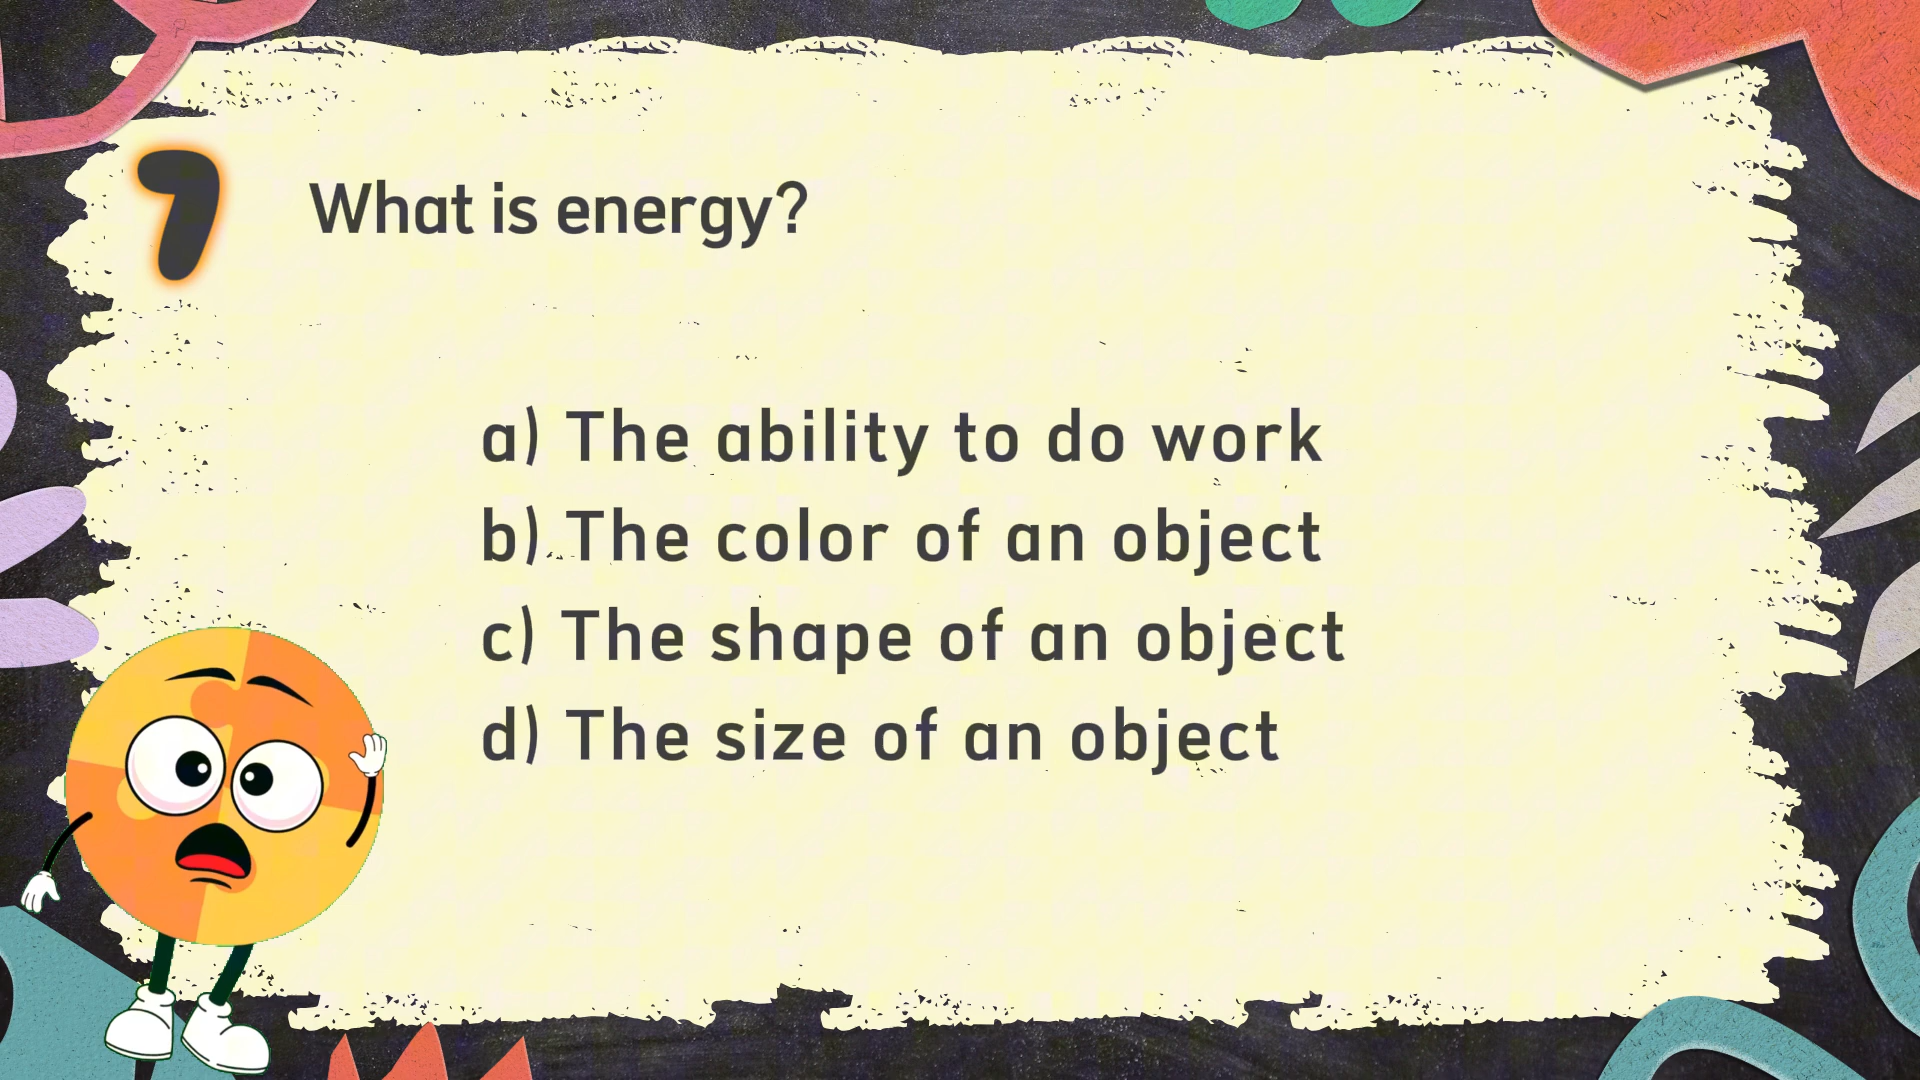 7 What is energy?
a) The ability to do work
b) The color of an object
c) The shape of an object
d) The size of an object